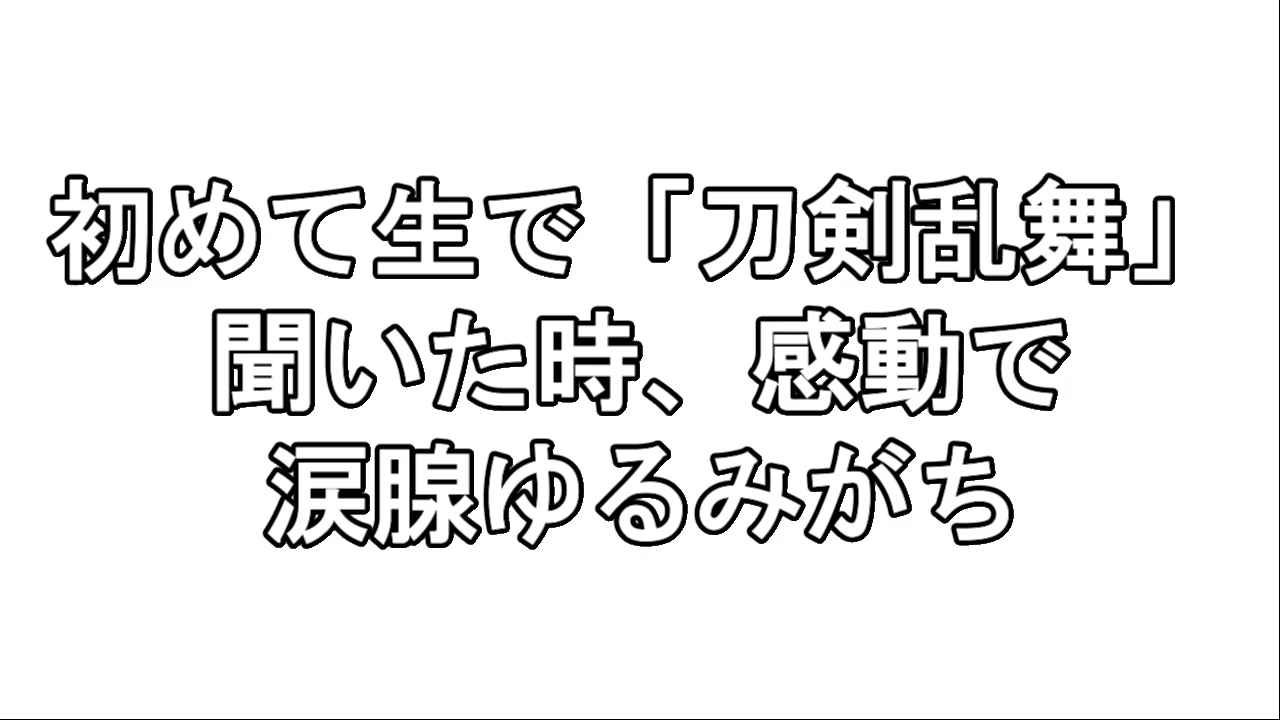 初めて生で「刀剣乱舞」
聞いた時、感動で
涙腺ゆるみがち